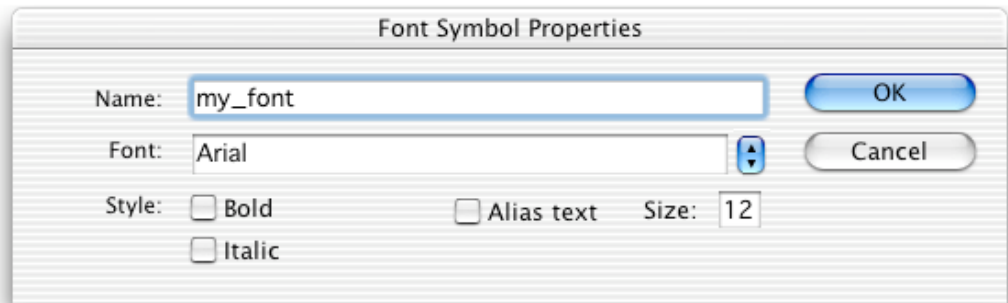 Font Symbol Properties
Name: my_font OK
Font: Arial Cancel
Style: Bold Alias text Size: 12
Italic